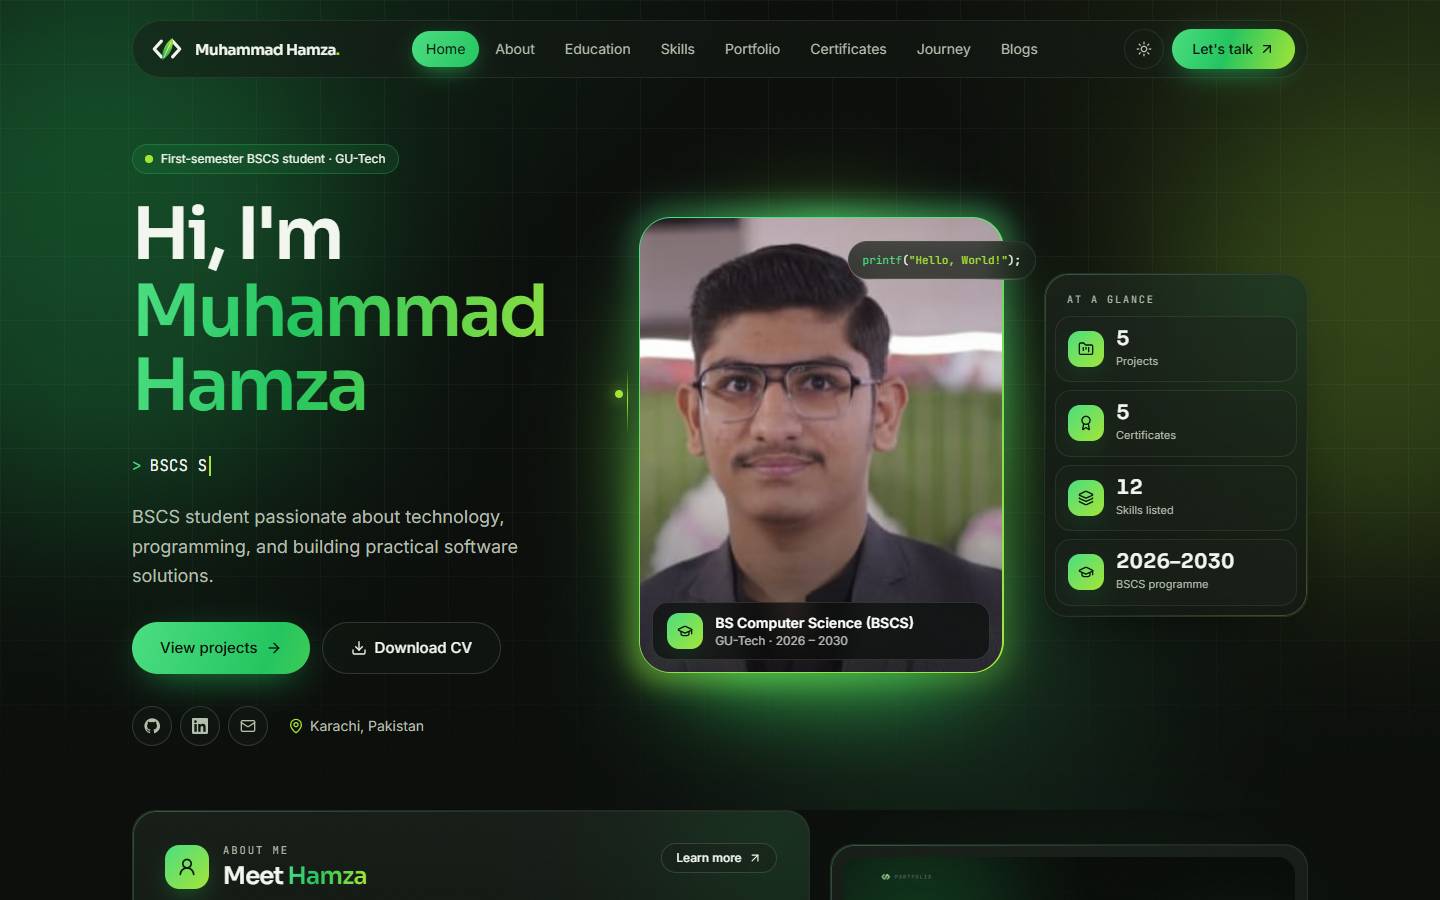 Muhammad Hamza.
Home
About
Education
Skills
Portfolio
Certificates
Journey
Blogs
Let's talk
First-semester BSCS student · GU-Tech
Hi, I'm
Muhammad
Hamza
> BSCS S
BSCS student passionate about technology,
programming, and building practical software
solutions.
View projects
Download CV
Karachi, Pakistan
printf("Hello, World!");
BS Computer Science (BSCS)
GU-Tech · 2026 – 2030
AT A GLANCE
5
Projects
5
Certificates
12
Skills listed
2026–2030
BSCS programme
ABOUT ME
Meet Hamza
Learn more
PORTFOLIO